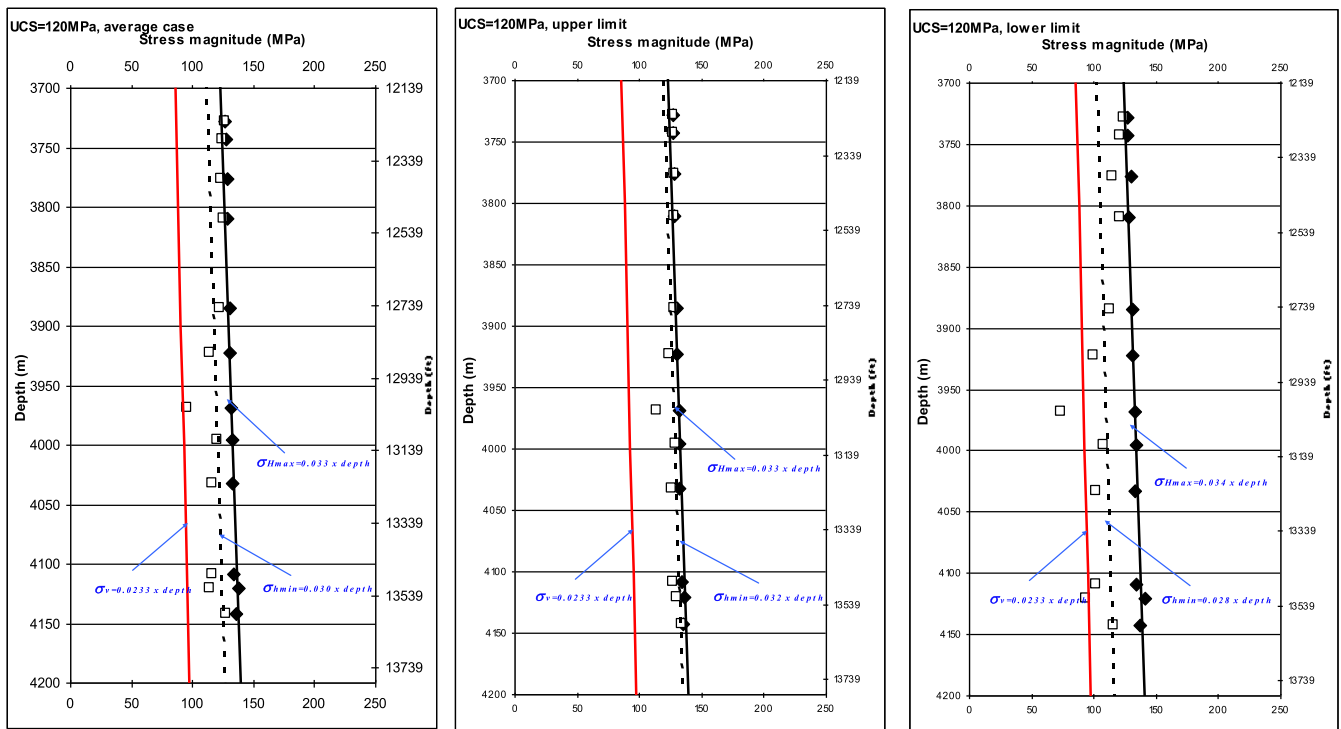 UCS=120MPa, average case
Stress magnitude (MPa)
0 50 100 150 200 250
3700 12139
3750 12339
3800 12539
3850
3900 12739
3950 12939
4000 13139
4050 13339
4100 13539
4150 13739
4200
Depth (m)
Depth (ft)
σHmax=0.033 x depth
σv=0.0233 x depth
σhmin=0.030 x depth
0 50 100 150 200 250
UCS=120MPa, upper limit
Stress magnitude (MPa)
0 50 100 150 200 250
3700 12139
3750 12339
3800 12539
3850
3900 12739
3950 12939
4000 13139
4050 13339
4100 13539
4150 13739
4200
Depth (m)
Depth (ft)
σHmax=0.033 x depth
σv=0.0233 x depth
σhmin=0.032 x depth
0 50 100 150 200 250
UCS=120MPa, lower limit
Stress magnitude (MPa)
0 50 100 150 200 250
3700 12139
3750 12339
3800 12539
3850
3900 12739
3950 12939
4000 13139
4050 13339
4100 13539
4150 13739
4200
Depth (m)
Depth (ft)
σHmax=0.034 x depth
σv=0.0233 x depth
σhmin=0.028 x depth
0 50 100 150 200 250